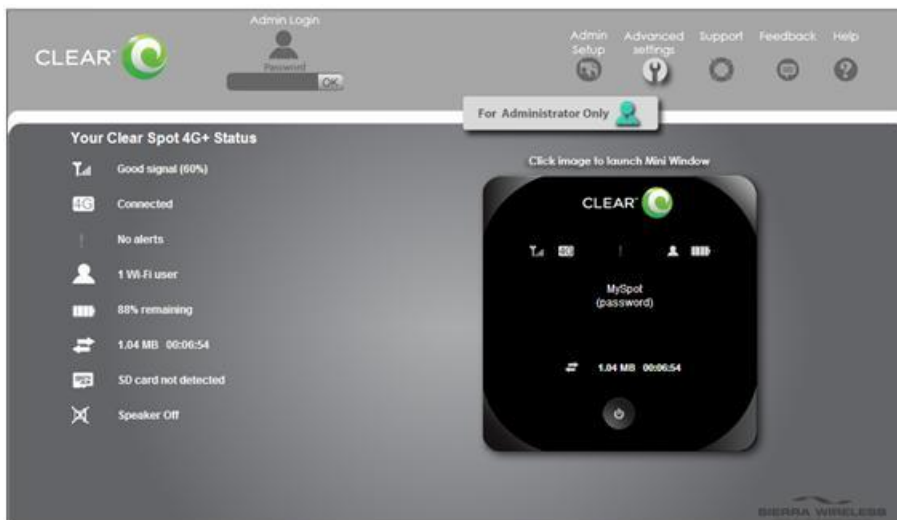 Admin Login
CLEAR
Password
OK
Admin Setup
Advanced settings
Support
Feedback
Help
For Administrator Only
Your Clear Spot 4G+ Status
Good signal (60%)
4G
Connected
No alerts
1 Wi-Fi user
88% remaining
1.04 MB 00:06:54
SD card not detected
Speaker Off
Click image to launch Mini Window
CLEAR
4G
MySpot
(password)
1.04 MB 00:06:54
SIERRA WIRELESS